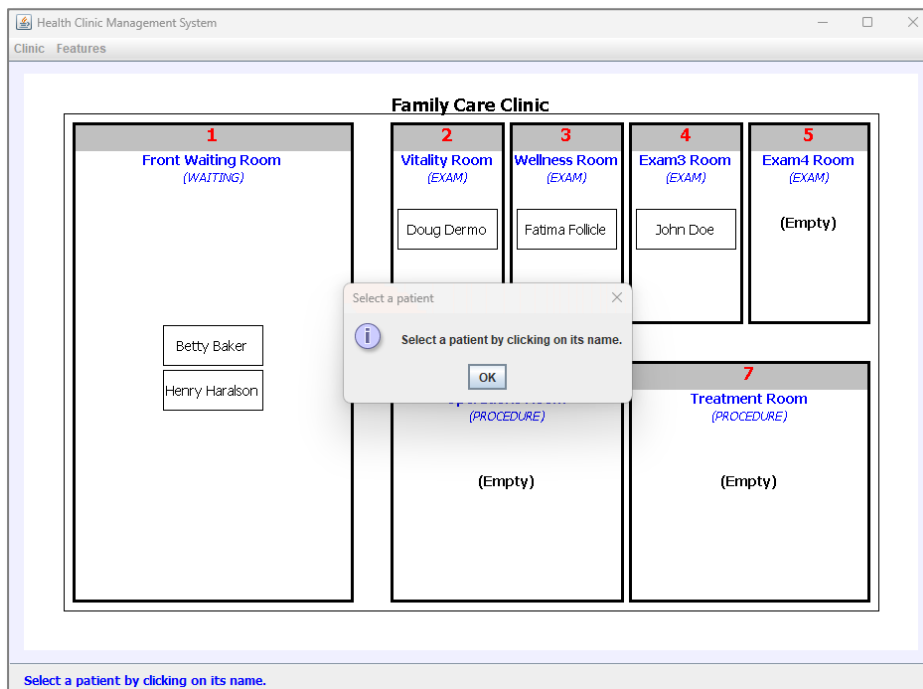 Health Clinic Management System
Clinic Features
Family Care Clinic
1
Front Waiting Room
(WAITING)
Betty Baker
Henry Haralson
2
Vitality Room
(EXAM)
Doug Dermo
3
Wellness Room
(EXAM)
Fatima Follicle
4
Exam3 Room
(EXAM)
John Doe
5
Exam4 Room
(EXAM)
(Empty)
Select a patient
Select a patient by clicking on its name.
OK
(PROCEDURE)
(Empty)
7
Treatment Room
(PROCEDURE)
(Empty)
Select a patient by clicking on its name.